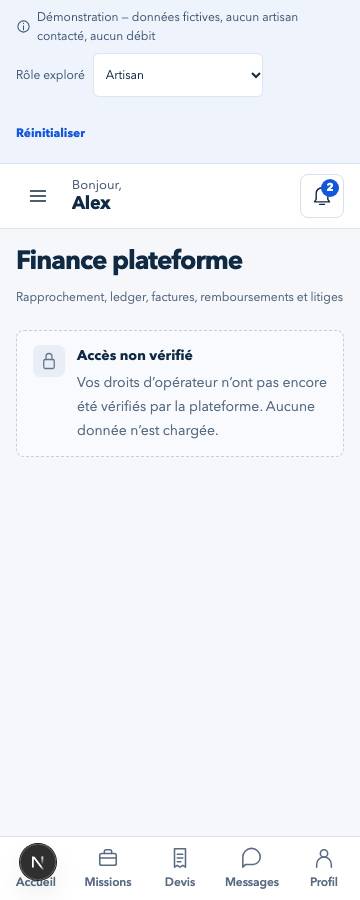 Démonstration — données fictives, aucun artisan
contacté, aucun débit
Rôle exploré
Artisan
Réinitialiser
Bonjour,
Alex
2
Finance plateforme
Rapprochement, ledger, factures, remboursements et litiges
Accès non vérifié
Vos droits d’opérateur n’ont pas encore
été vérifiés par la plateforme. Aucune
donnée n’est chargée.
N
Accueil
Missions
Devis
Messages
Profil